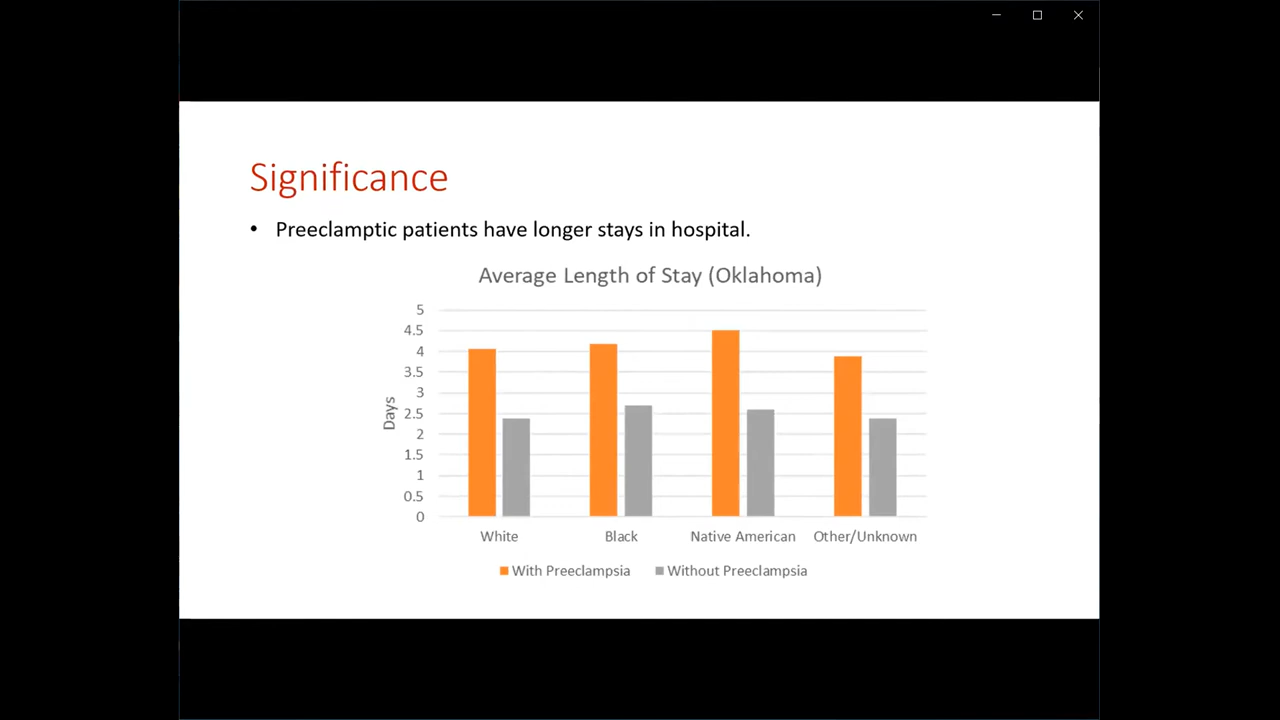 Significance
• Preeclamptic patients have longer stays in hospital.
Average Length of Stay (Oklahoma)
5
4.5
4
3.5
3
2.5
2
1.5
1
0.5
0
Days
White Black Native American Other/Unknown
With Preeclampsia Without Preeclampsia